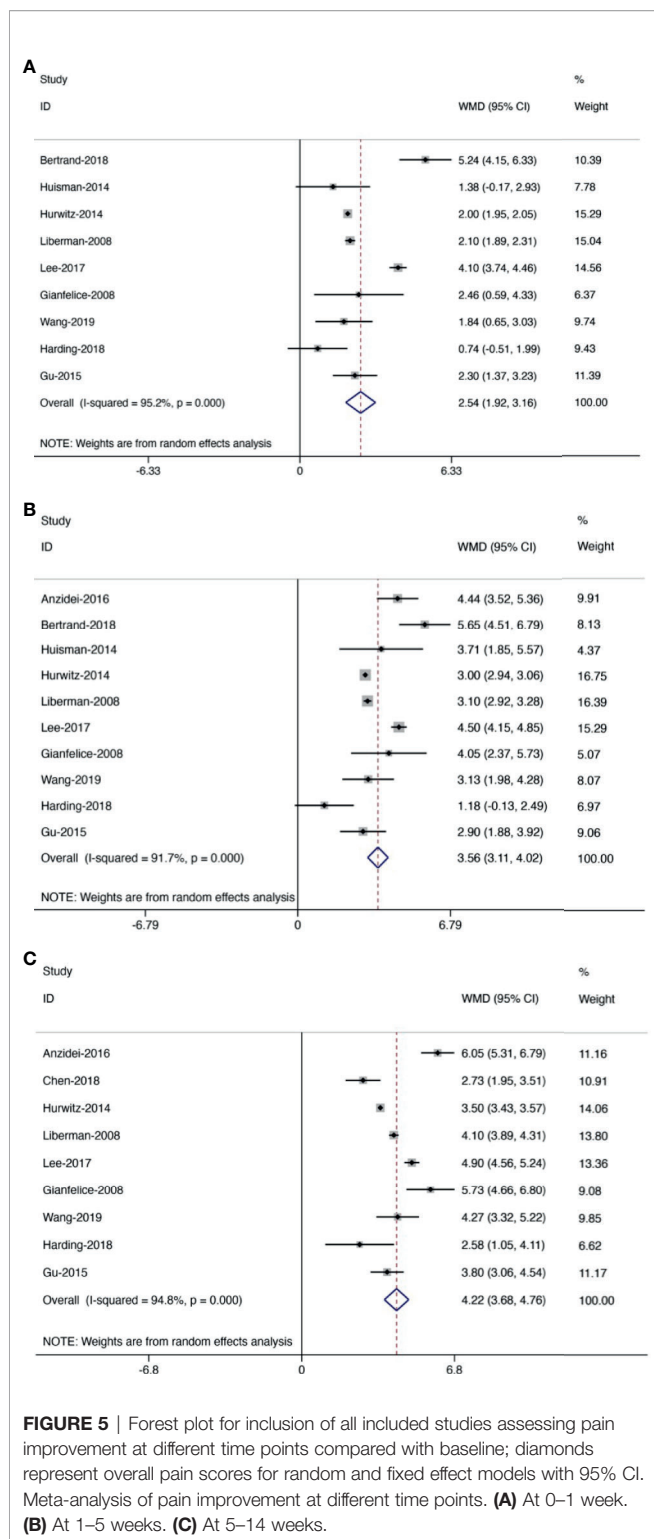 A
Study %
ID WMD (95% CI) Weight
Bertrand-2018 5.24 (4.15, 6.33) 10.39
Huisman-2014 1.38 (-0.17, 2.93) 7.78
Hurwitz-2014 2.00 (1.95, 2.05) 15.29
Liberman-2008 2.10 (1.89, 2.31) 15.04
Lee-2017 4.10 (3.74, 4.46) 14.56
Gianfelice-2008 2.46 (0.59, 4.33) 6.37
Wang-2019 1.84 (0.65, 3.03) 9.74
Harding-2018 0.74 (-0.51, 1.99) 9.43
Gu-2015 2.30 (1.37, 3.23) 11.39
Overall (I-squared = 95.2%, p = 0.000) 2.54 (1.92, 3.16) 100.00
NOTE: Weights are from random effects analysis
-6.33 0 6.33
B
Study %
ID WMD (95% CI) Weight
Anzidei-2016 4.44 (3.52, 5.36) 9.91
Bertrand-2018 5.65 (4.51, 6.79) 8.13
Huisman-2014 3.71 (1.85, 5.57) 4.37
Hurwitz-2014 3.00 (2.94, 3.06) 16.75
Liberman-2008 3.10 (2.92, 3.28) 16.39
Lee-2017 4.50 (4.15, 4.85) 15.29
Gianfelice-2008 4.05 (2.37, 5.73) 5.07
Wang-2019 3.13 (1.98, 4.28) 8.07
Harding-2018 1.18 (-0.13, 2.49) 6.97
Gu-2015 2.90 (1.88, 3.92) 9.06
Overall (I-squared = 91.7%, p = 0.000) 3.56 (3.11, 4.02) 100.00
NOTE: Weights are from random effects analysis
-6.79 0 6.79
C
Study %
ID WMD (95% CI) Weight
Anzidei-2016 6.05 (5.31, 6.79) 11.16
Chen-2018 2.73 (1.95, 3.51) 10.91
Hurwitz-2014 3.50 (3.43, 3.57) 14.06
Liberman-2008 4.10 (3.89, 4.31) 13.80
Lee-2017 4.90 (4.56, 5.24) 13.36
Gianfelice-2008 5.73 (4.66, 6.80) 9.08
Wang-2019 4.27 (3.32, 5.22) 9.85
Harding-2018 2.58 (1.05, 4.11) 6.62
Gu-2015 3.80 (3.06, 4.54) 11.17
Overall (I-squared = 94.8%, p = 0.000) 4.22 (3.68, 4.76) 100.00
NOTE: Weights are from random effects analysis
-6.8 0 6.8
FIGURE 5 | Forest plot for inclusion of all included studies assessing pain
improvement at different time points compared with baseline; diamonds
represent overall pain scores for random and fixed effect models with 95% CI.
Meta-analysis of pain improvement at different time points. (A) At 0–1 week.
(B) At 1–5 weeks. (C) At 5–14 weeks.